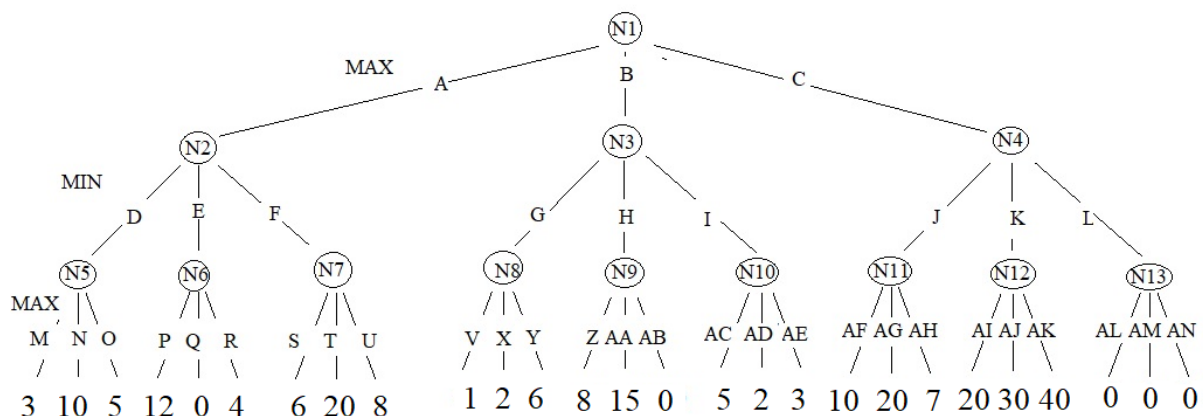 N1
MAX A B C
N2 N3 N4
MIN
D E F G H I J K L
N5 N6 N7 N8 N9 N10 N11 N12 N13
MAX
M N O P Q R S T U V X Y Z AA AB AC AD AE AF AG AH AI AJ AK AL AM AN
3 10 5 12 0 4 6 20 8 1 2 6 8 15 0 5 2 3 10 20 7 20 30 40 0 0 0